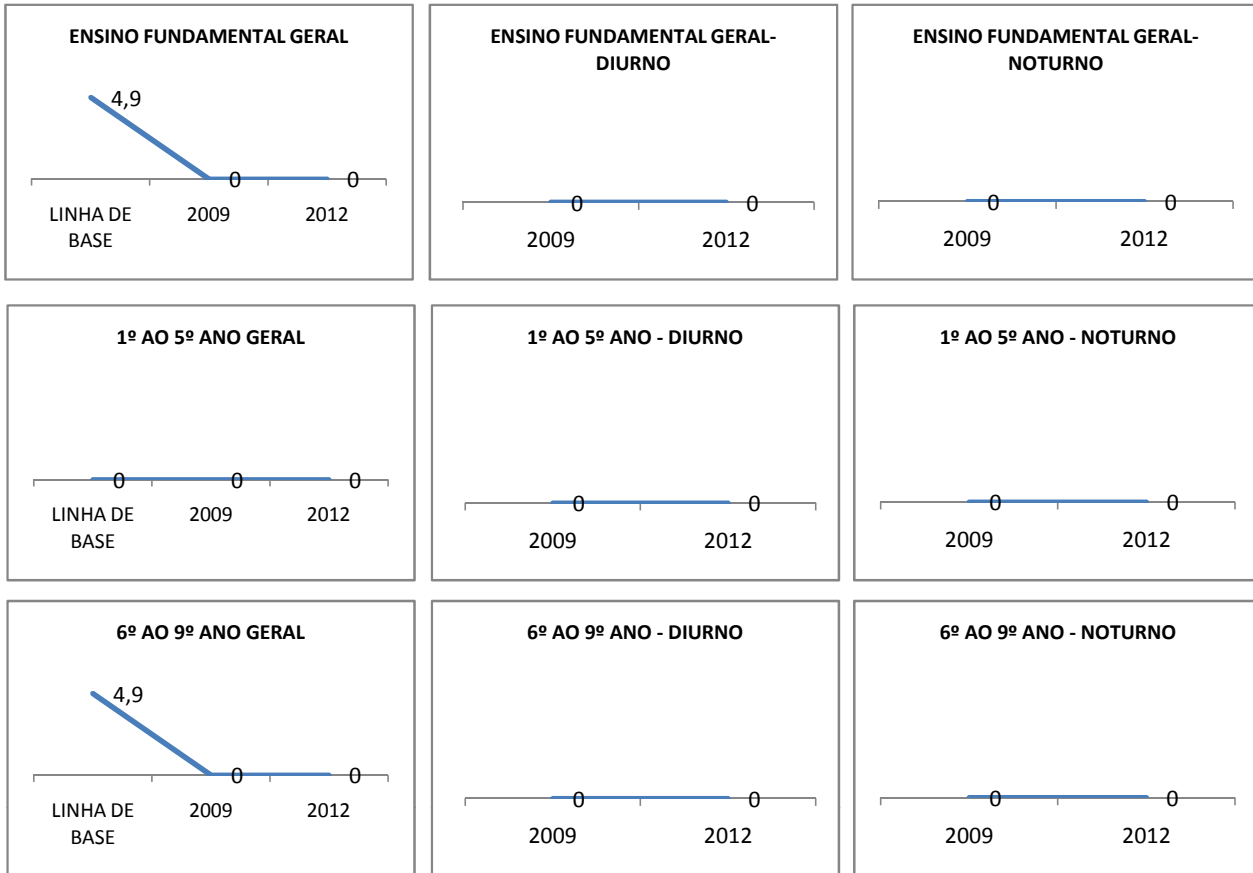 ENSINO FUNDAMENTAL GERAL
4,9
0
0
LINHA DE
BASE
2009
2012
ENSINO FUNDAMENTAL GERAL-
DIURNO
0
0
2009
2012
ENSINO FUNDAMENTAL GERAL-
NOTURNO
0
0
2009
2012
1º AO 5º ANO GERAL
0
0
0
LINHA DE
BASE
2009
2012
1º AO 5º ANO - DIURNO
0
0
2009
2012
1º AO 5º ANO - NOTURNO
0
0
2009
2012
6º AO 9º ANO GERAL
4,9
0
0
LINHA DE
BASE
2009
2012
6º AO 9º ANO - DIURNO
0
0
2009
2012
6º AO 9º ANO - NOTURNO
0
0
2009
2012